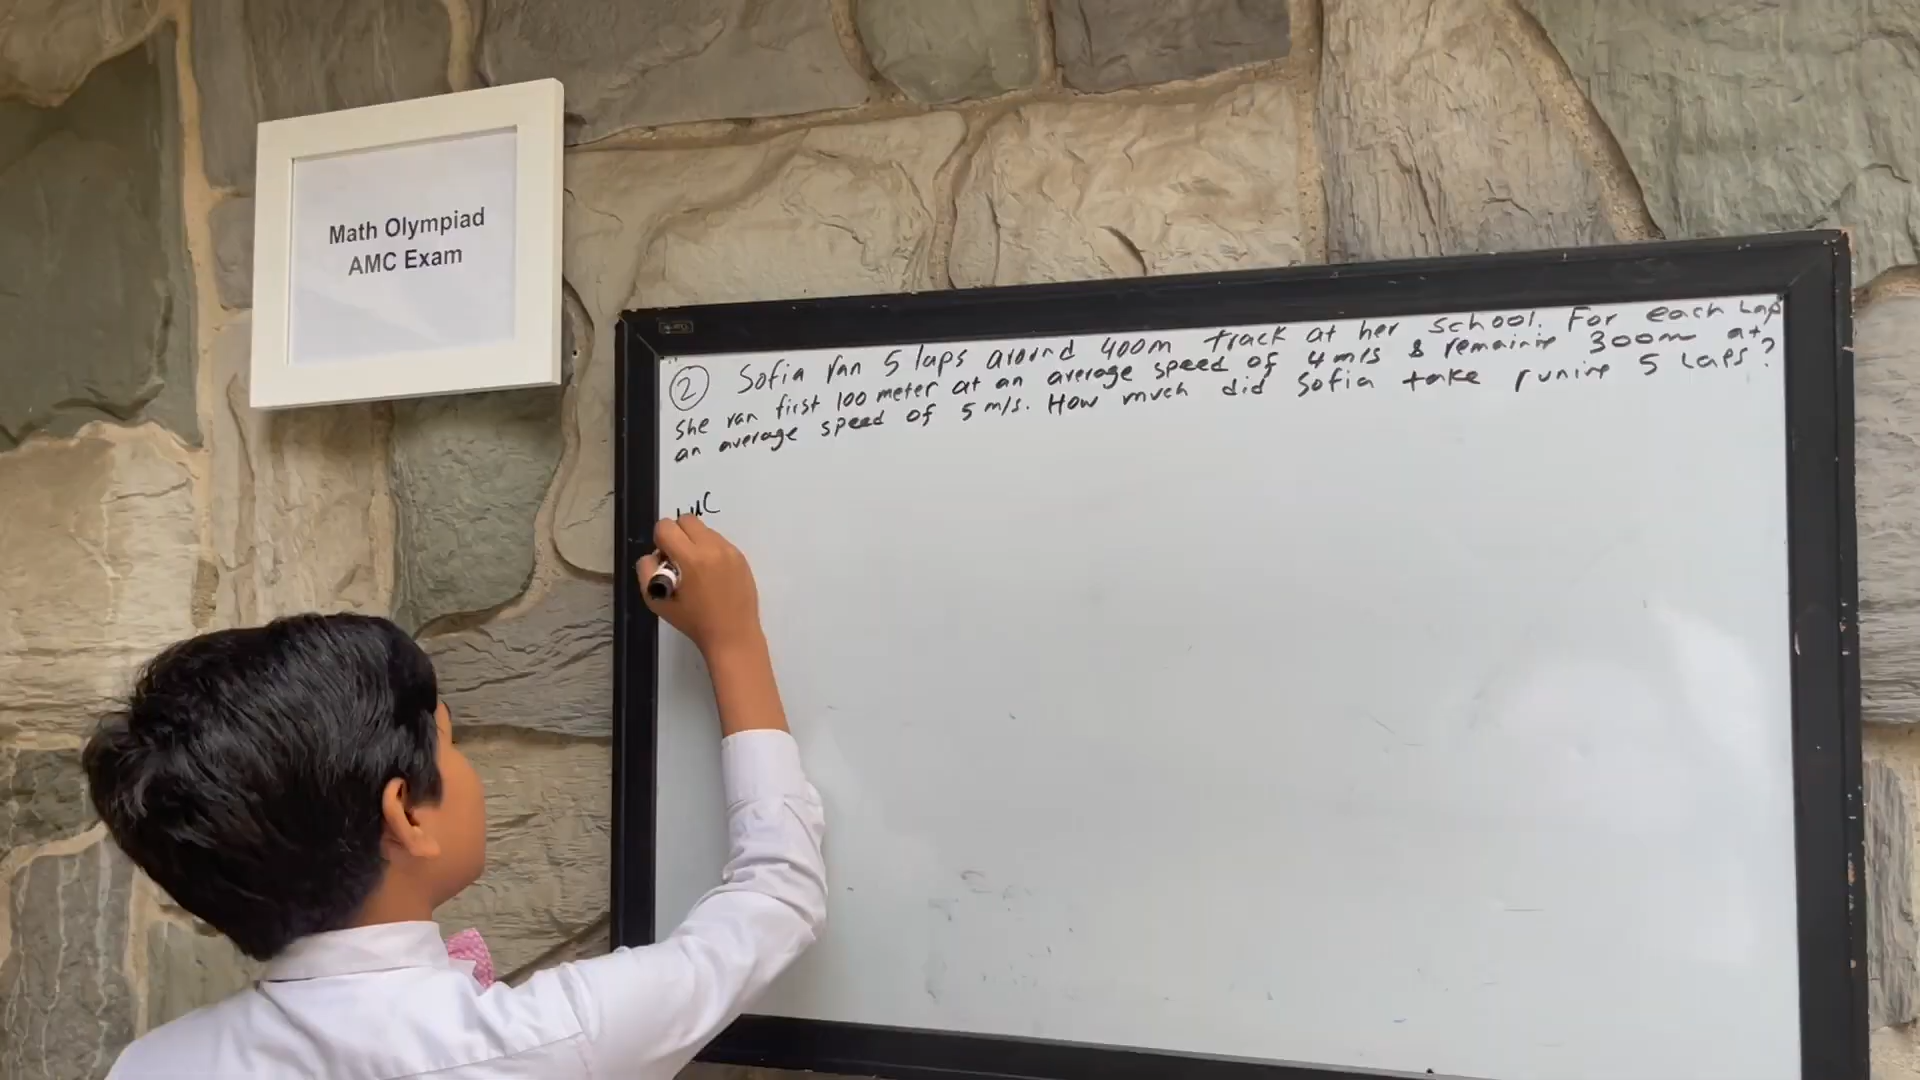 Math Olympiad
AMC Exam
2 Sofia ran 5 laps around 400m track at her school. For each Lap
she ran first 100 meter at an average speed of 4 m/s & remaining 300m at
an average speed of 5 m/s. How much did Sofia take runing 5 Laps?